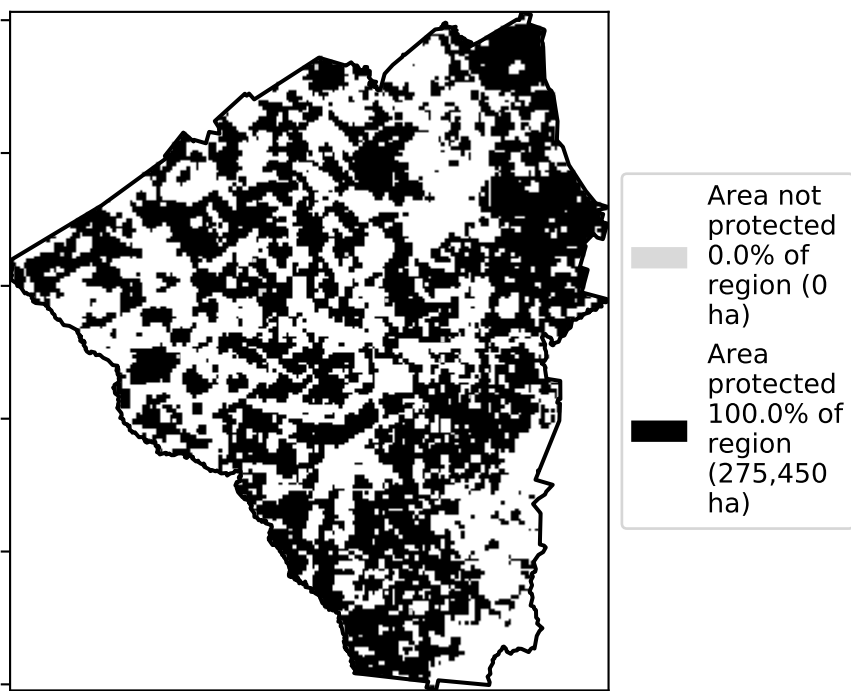 Area not
protected
0.0% of
region (0
ha)
Area
protected
100.0% of
region
(275,450
ha)